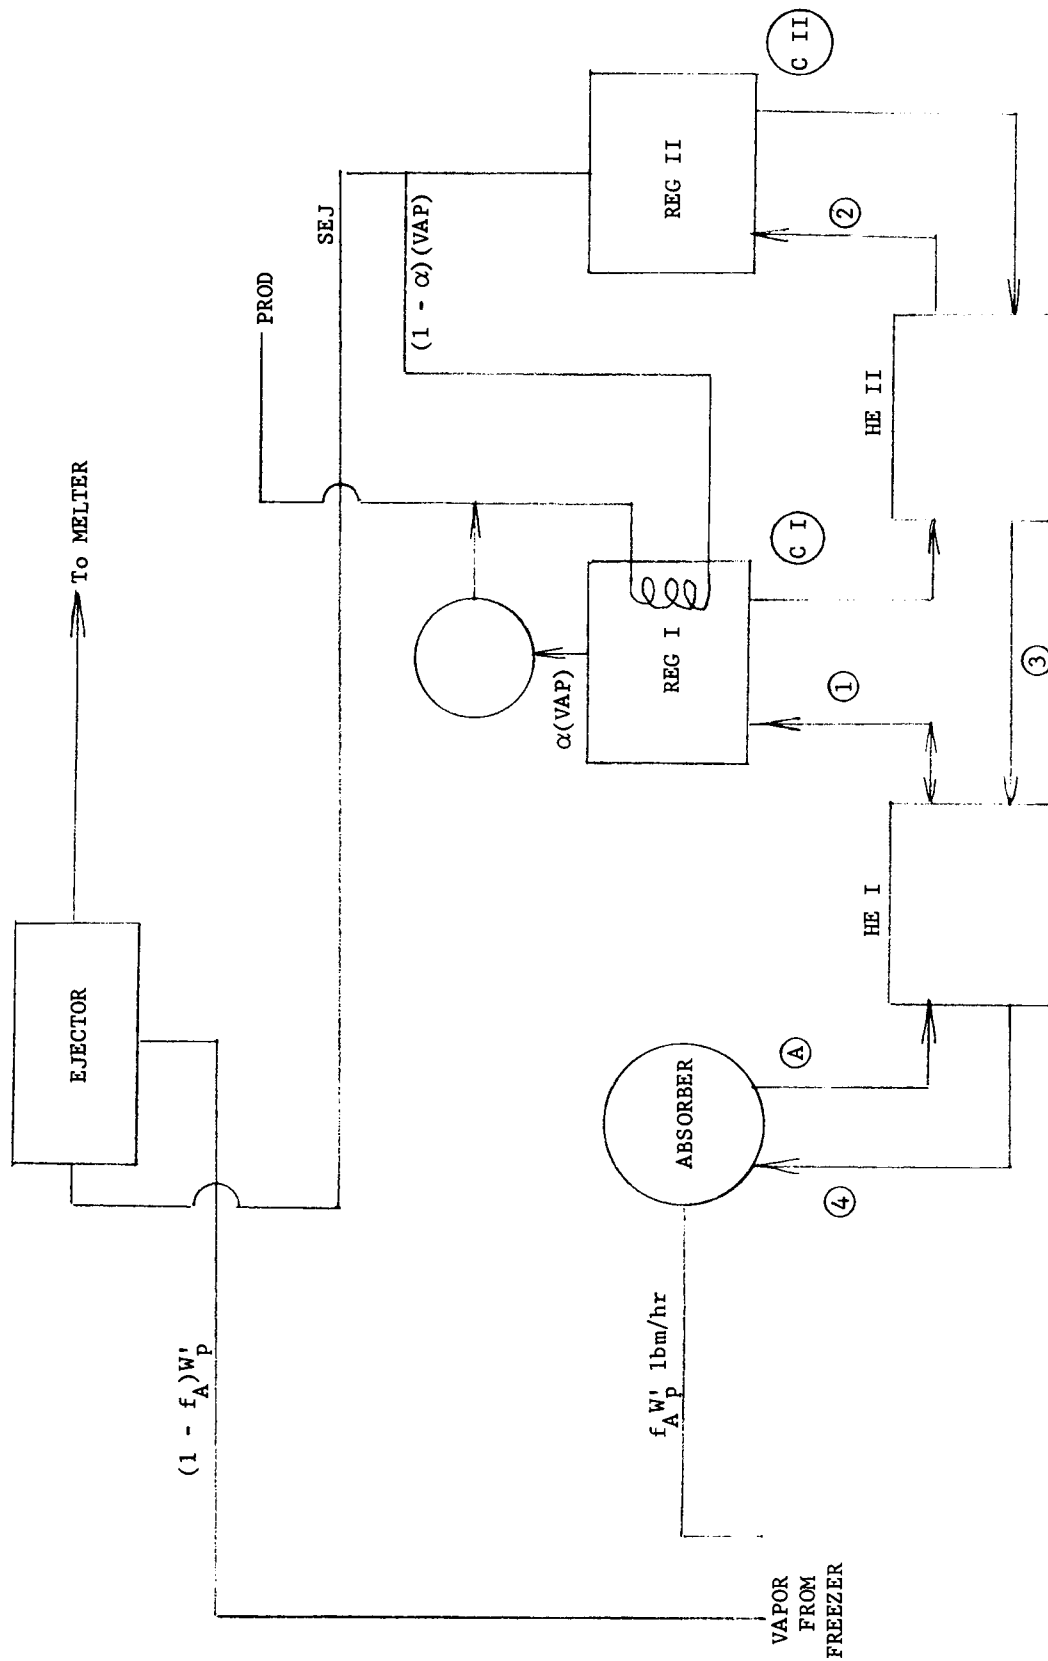 To MELTER
EJECTOR
PROD
SEJ
(1 - α)(VAP)
(1 - f_A)W'_p
α(VAP)
REG I
REG II
C I
C II
ABSORBER
f_AW'_p lbm/hr
VAPOR
FROM
FREEZER
A
4
1
2
HE I
HE II
3